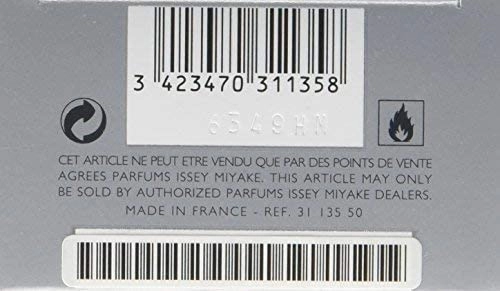 3 423470 311358
6349HN
CET ARTICLE NE PEUT ETRE VENDU QUE PAR DES POINTS DE VENTE
AGREES PARFUMS ISSEY MIYAKE. THIS ARTICLE MAY ONLY
BE SOLD BY AUTHORIZED PARFUMS ISSEY MIYAKE DEALERS.
MADE IN FRANCE - REF. 31 135 50